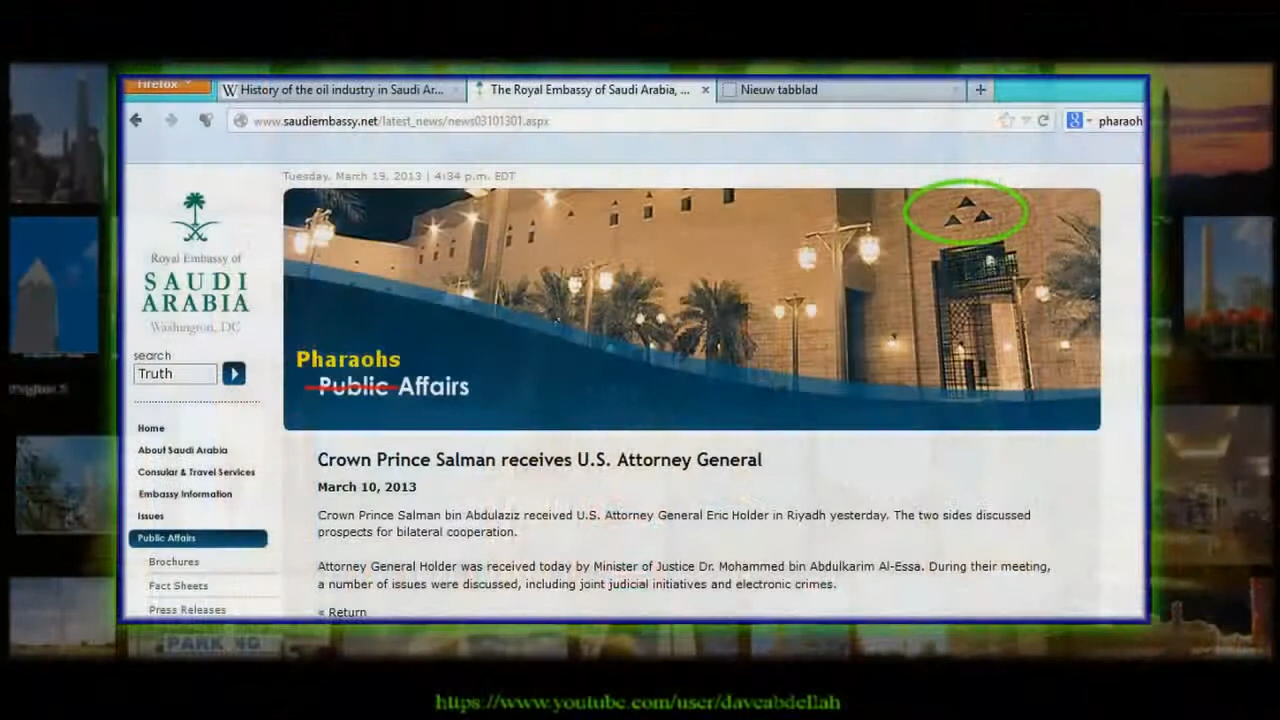 Firefox
History of the oil industry in Saudi Ar...
The Royal Embassy of Saudi Arabia, ...
Nieuw tabblad
www.saudiembassy.net/latest_news/news03101301.aspx
pharaoh
Tuesday, March 19, 2013 | 4:34 p.m. EDT
Royal Embassy of
SAUDI
ARABIA
Washington, DC
search
Truth
Pharaohs
Public Affairs
Home
About Saudi Arabia
Consular & Travel Services
Embassy Information
Issues
Public Affairs
Brochures
Fact Sheets
Press Releases
Crown Prince Salman receives U.S. Attorney General
March 10, 2013
Crown Prince Salman bin Abdulaziz received U.S. Attorney General Eric Holder in Riyadh yesterday. The two sides discussed
prospects for bilateral cooperation.
Attorney General Holder was received today by Minister of Justice Dr. Mohammed bin Abdulkarim Al-Essa. During their meeting,
a number of issues were discussed, including joint judicial initiatives and electronic crimes.
« Return
PARK 4G
https://www.youtube.com/user/daveabdellah